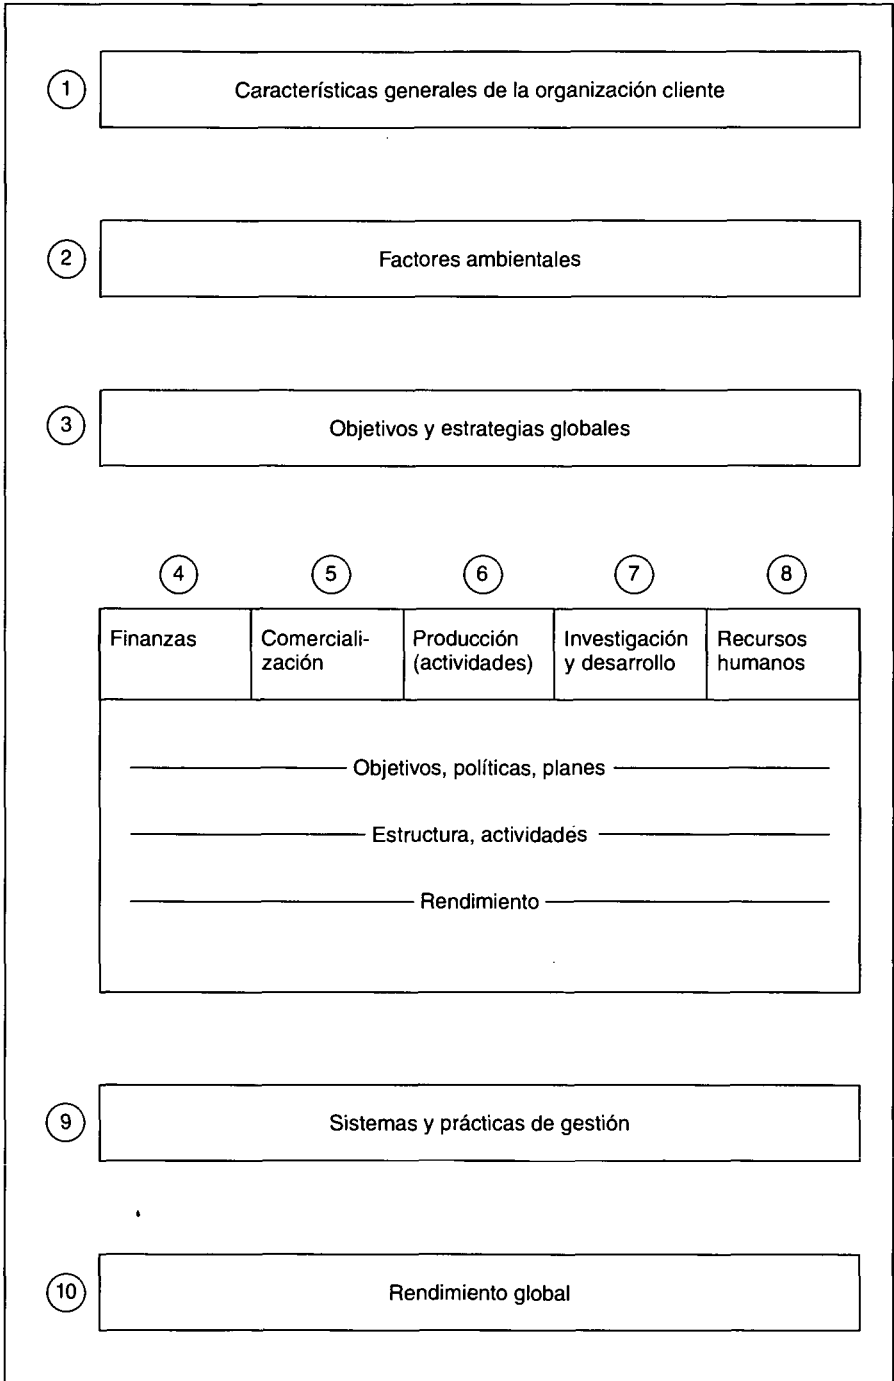 1
Características generales de la organización cliente
2
Factores ambientales
3
Objetivos y estrategias globales
4
5
6
7
8
Finanzas
Comerciali-
zación
Producción
(actividades)
Investigación
y desarrollo
Recursos
humanos
Objetivos, políticas, planes
Estructura, actividades
Rendimiento
9
Sistemas y prácticas de gestión
10
Rendimiento global